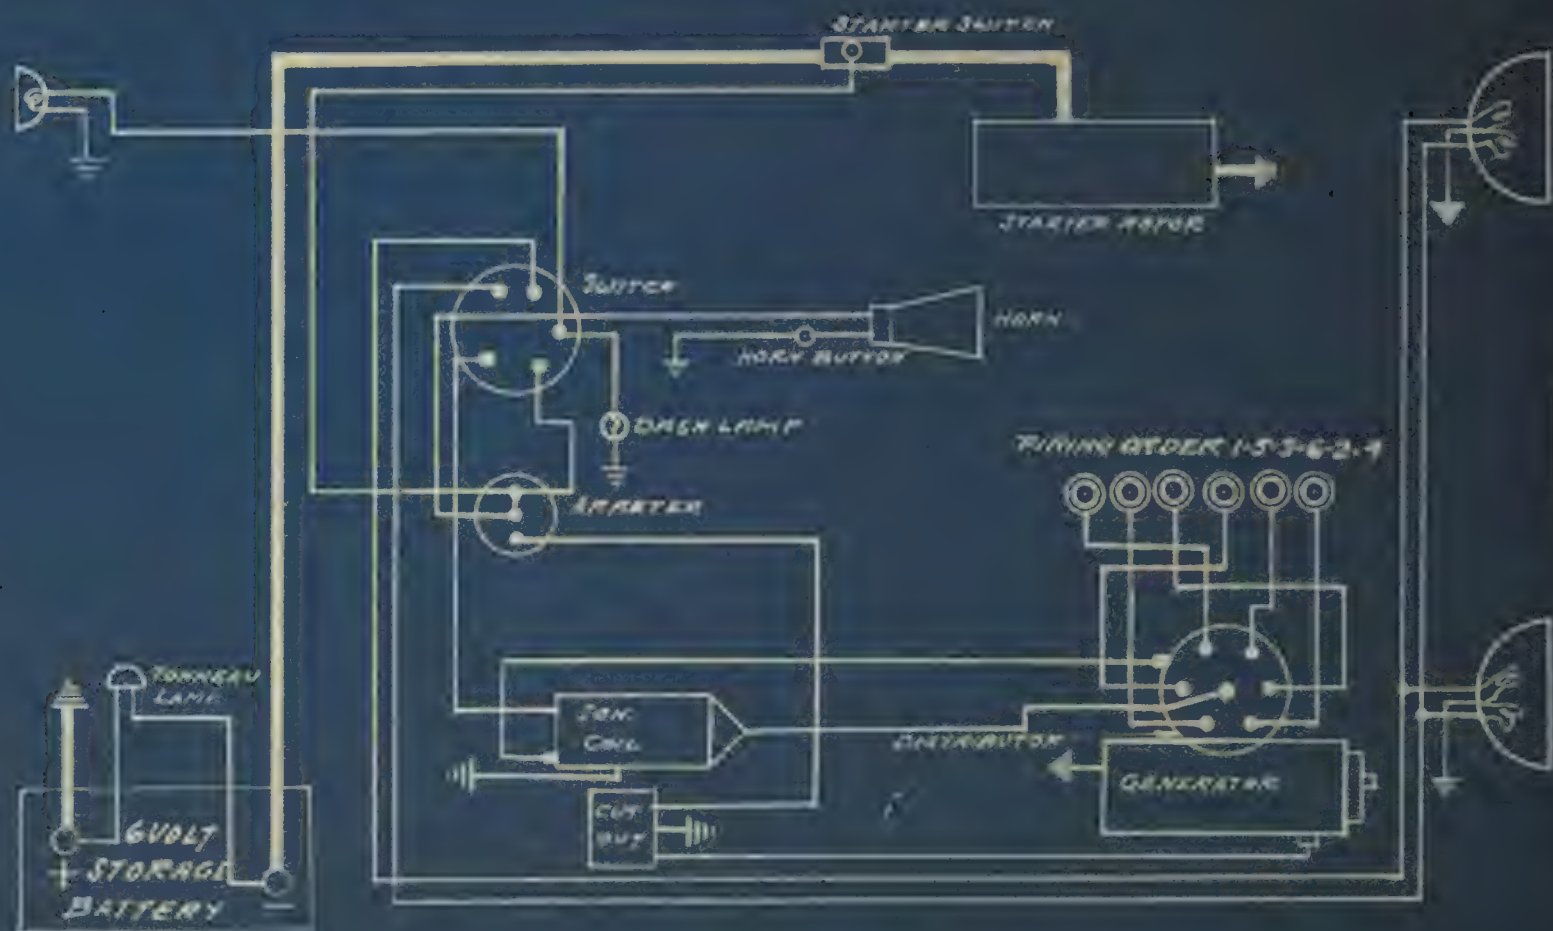 STARTER SWITCH
STARTER MOTOR
SWITCH
HORN
HORN BUTTON
DASH LAMP
FIRING ORDER 1-5-3-6-2-4
AMMETER
TONNEAU
LAMP
IGN.
COIL
DISTRIBUTOR
GENERATOR
CUT
OUT
6 VOLT
+ STORAGE
BATTERY -